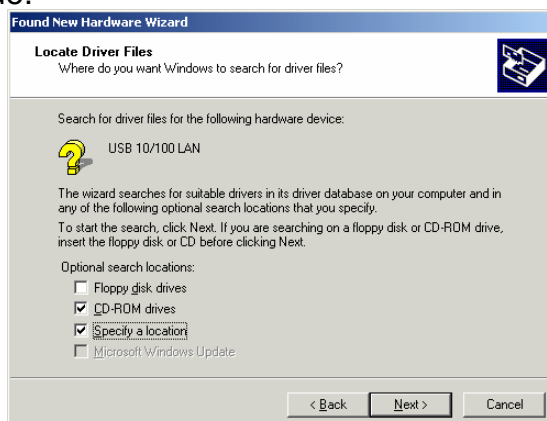 Found New Hardware Wizard
Locate Driver Files
Where do you want Windows to search for driver files?
Search for driver files for the following hardware device:
USB 10/100 LAN
The wizard searches for suitable drivers in its driver database on your computer and in
any of the following optional search locations that you specify.
To start the search, click Next. If you are searching on a floppy disk or CD-ROM drive,
insert the floppy disk or CD before clicking Next.
Optional search locations:
Floppy disk drives
CD-ROM drives
Specify a location
Microsoft Windows Update
< Back Next > Cancel